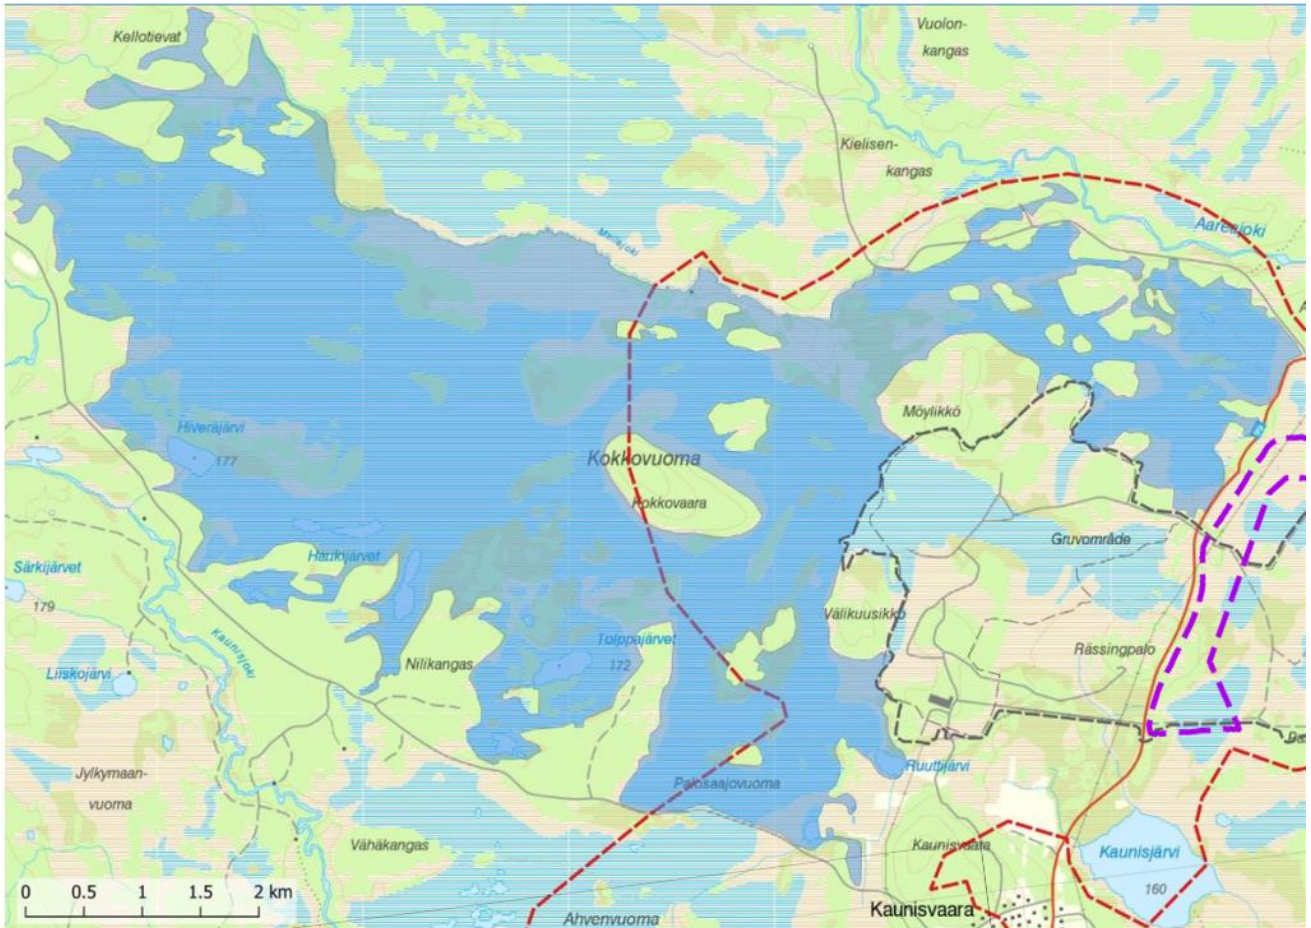 Kellotievat
Vuolon-
kangas
Kielisen-
kangas
Aareajoki
Hiveräjärvi
177
Kokkovuoma
Kokkovaara
Möylikkö
Gruvområde
Haukijärvet
Särkijärvet
179
Kaunisjoki
Liiskojärvi
Nilikangas
Tolppajärvet
172
Välikuusikko
Rässingpalo
Jylkymaan-
vuoma
Palosaajovuoma
Ruuttijärvi
Vähäkangas
Kaunisvaara
Kaunisjärvi
160
0 0.5 1 1.5 2 km
Ahvenvuoma
Kaunisvaara